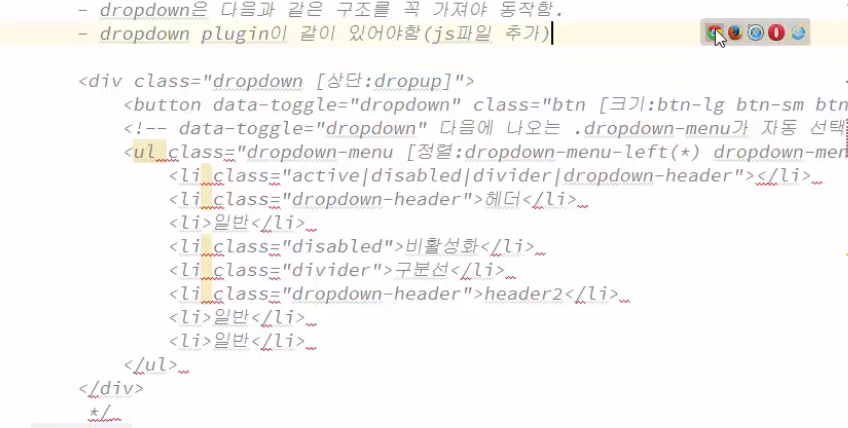 - dropdown은 다음과 같은 구조를 꼭 가져야 동작함.
- dropdown plugin이 같이 있어야함(js파일 추가)
<div class="dropdown [상단:dropup]">
<button data-toggle="dropdown" class="btn [크기:btn-lg btn-sm btn
<!-- data-toggle="dropdown" 다음에 나오는 .dropdown-menu가 자동 선택
<ul class="dropdown-menu [정렬:dropdown-menu-left(*) dropdown-men
<li class="active|disabled|divider|dropdown-header"></li>
<li class="dropdown-header">헤더</li>
<li>일반</li>
<li class="disabled">비활성화</li>
<li class="divider">구분선</li>
<li class="dropdown-header">header2</li>
<li>일반</li>
<li>일반</li>
</ul>
</div>
*/